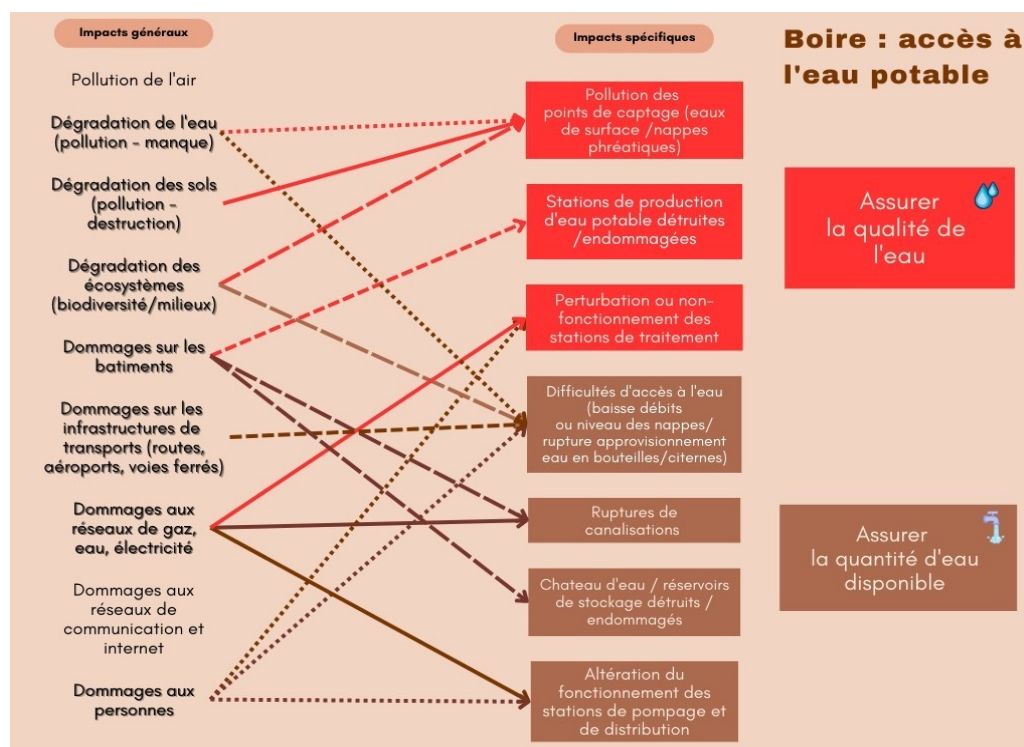 Impacts généraux
Pollution de l'air
Dégradation de l'eau
(pollution - manque)
Dégradation des sols
(pollution -
destruction)
Dégradation des
écosystèmes
(biodiversité/milieux)
Dommages sur les
batiments
Dommages sur les
infrastructures de
transports (routes,
aéroports, voies ferrés)
Dommages aux
réseaux de gaz,
eau, électricité
Dommages aux
réseaux de
communication et
internet
Dommages aux
personnes
Impacts spécifiques
Pollution des
points de captage (eaux
de surface /nappes
phréatiques)
Stations de production
d'eau potable détruites
/endommagées
Perturbation ou non-
fonctionnement des
stations de traitement
Difficultés d'accès à l'eau
(baisse débits
ou niveau des nappes/
rupture approvisionnement
eau en bouteilles/citernes)
Ruptures de
canalisations
Chateau d'eau / réservoirs
de stockage détruits /
endommagés
Altération du
fonctionnement des
stations de pompage et
de distribution
Boire : accès à
l'eau potable
Assurer
la qualité de
l'eau
Assurer
la quantité d'eau
disponible